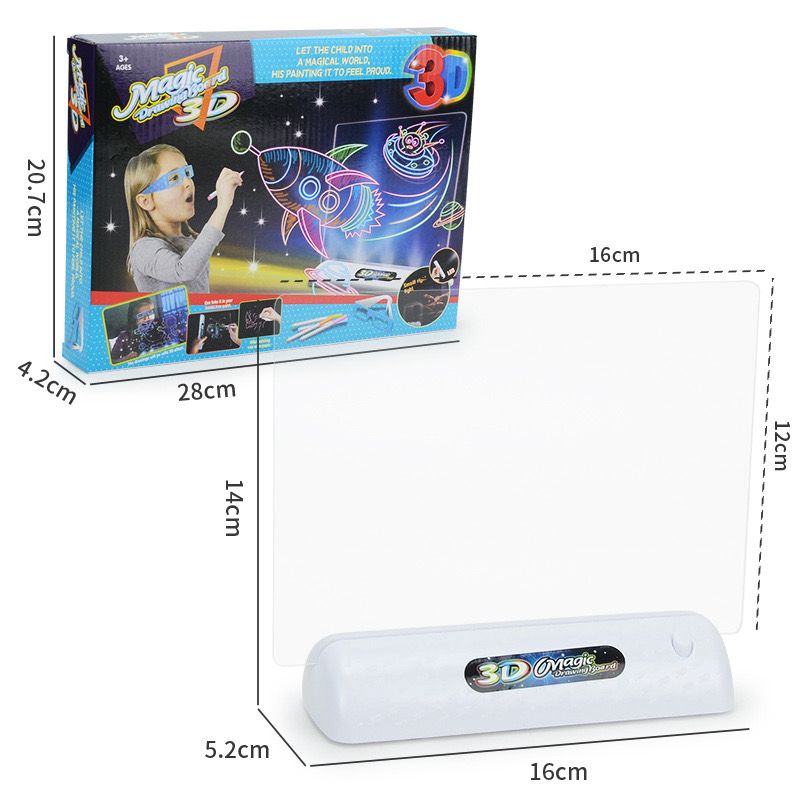 3+
AGES
Magic
Drawing Board
3D
LET THE CHILD INTO
A MAGICAL WORLD,
HIS PAINTING IT TO FEEL PROUD.
3D
20.7cm
4.2cm
28cm
16cm
12cm
14cm
3D Magic
Drawing Board
5.2cm
16cm